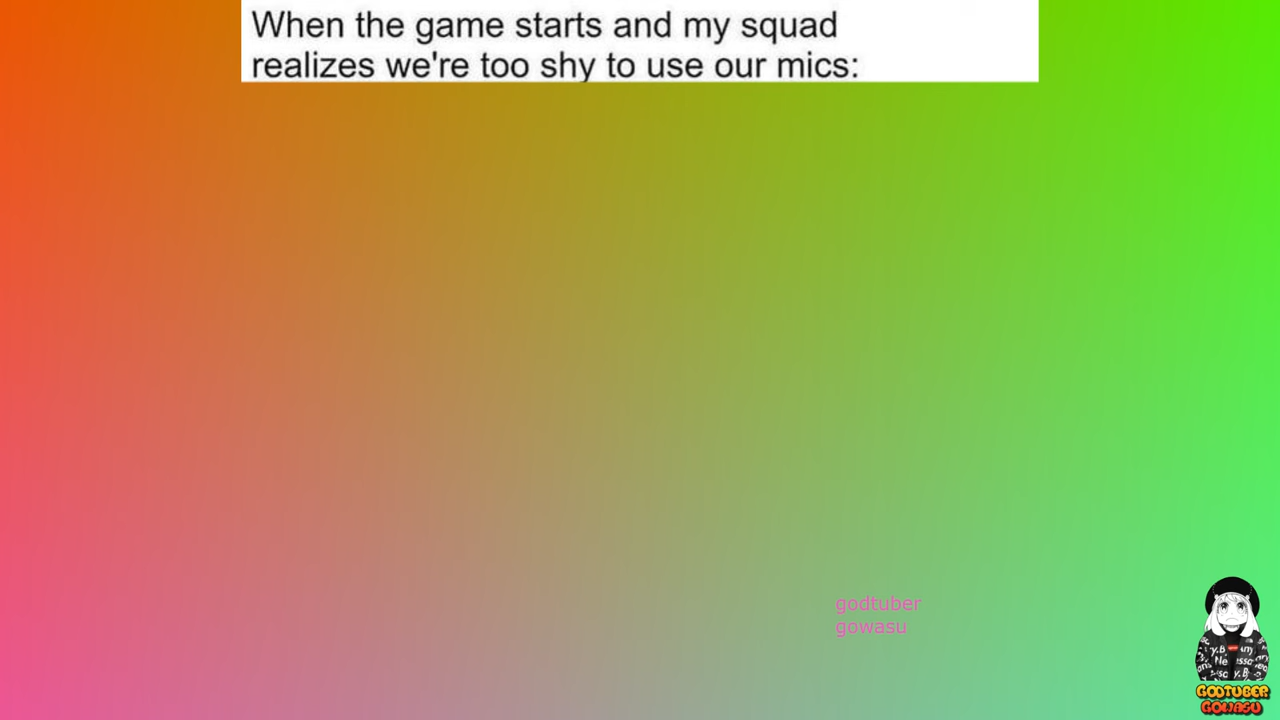 When the game starts and my squad
realizes we're too shy to use our mics:
godtuber
gowasu
GODTUBER
GOWASU